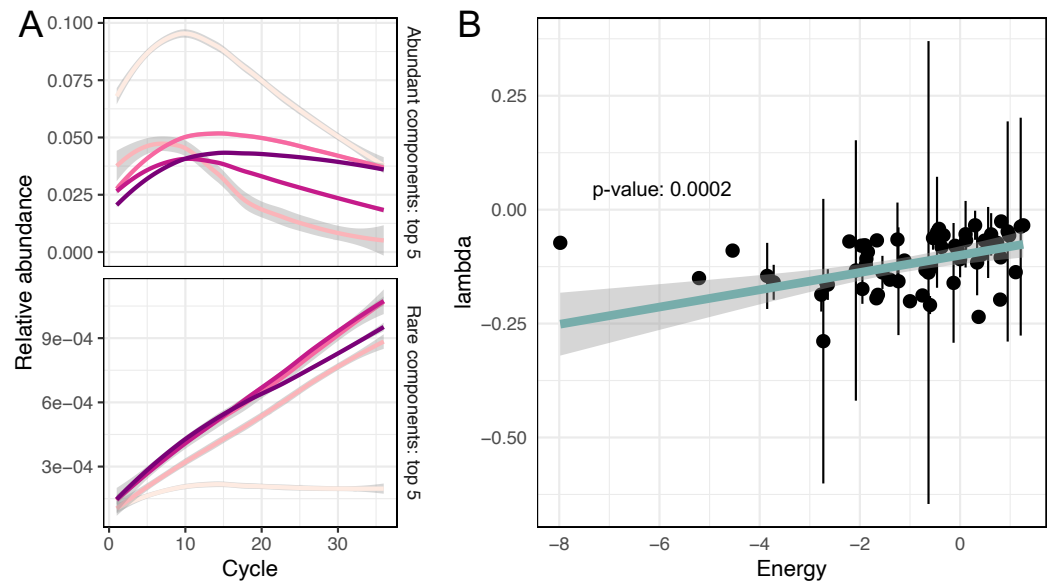 A
0.100
0.075
0.050
0.025
0.000
Abundant components: top 5
Relative abundance
9e−04
6e−04
3e−04
Rare components: top 5
0
10
20
30
Cycle
B
0.25
0.00
−0.25
−0.50
lambda
p-value: 0.0002
−8
−6
−4
−2
0
Energy